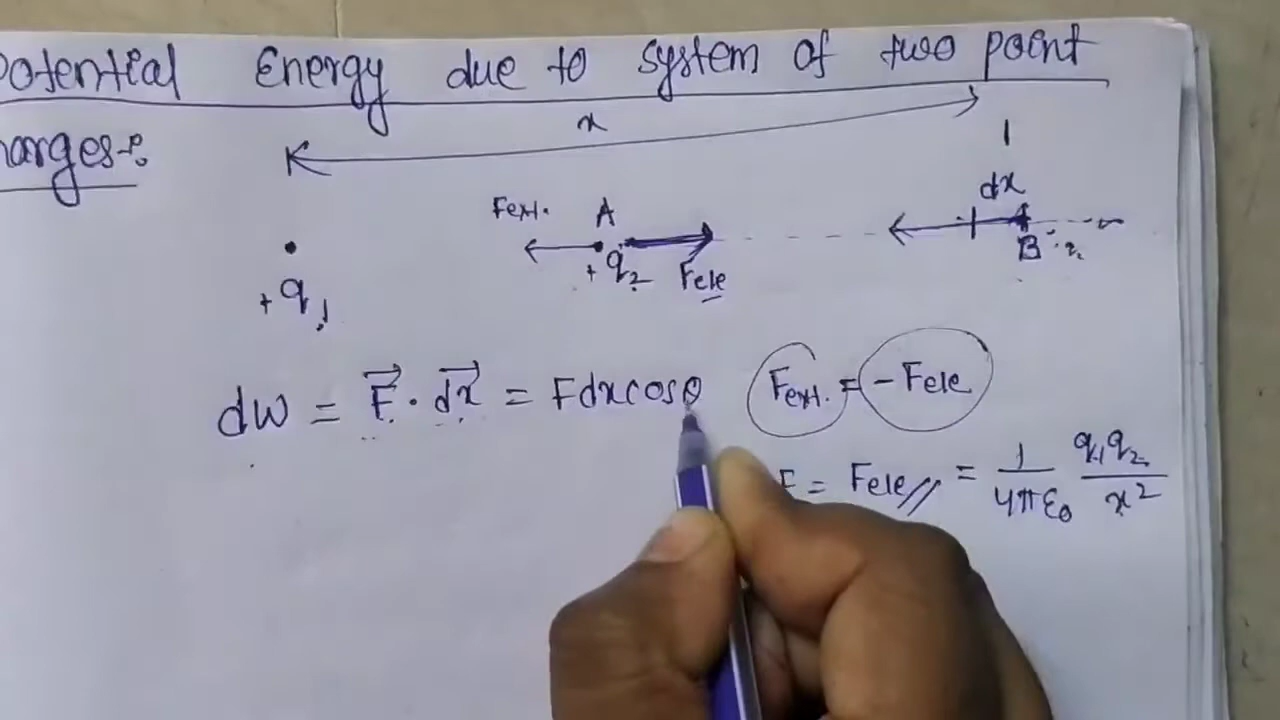 Potential Energy due to system of two point
charges:-
x
dx
Fext. A
B
+q₂ Fele
+q₁
dw = F⃗ · dx⃗ = Fdxcosθ
Fext. = -Fele
F = Fele = 1/4πε₀ q₁q₂/x²